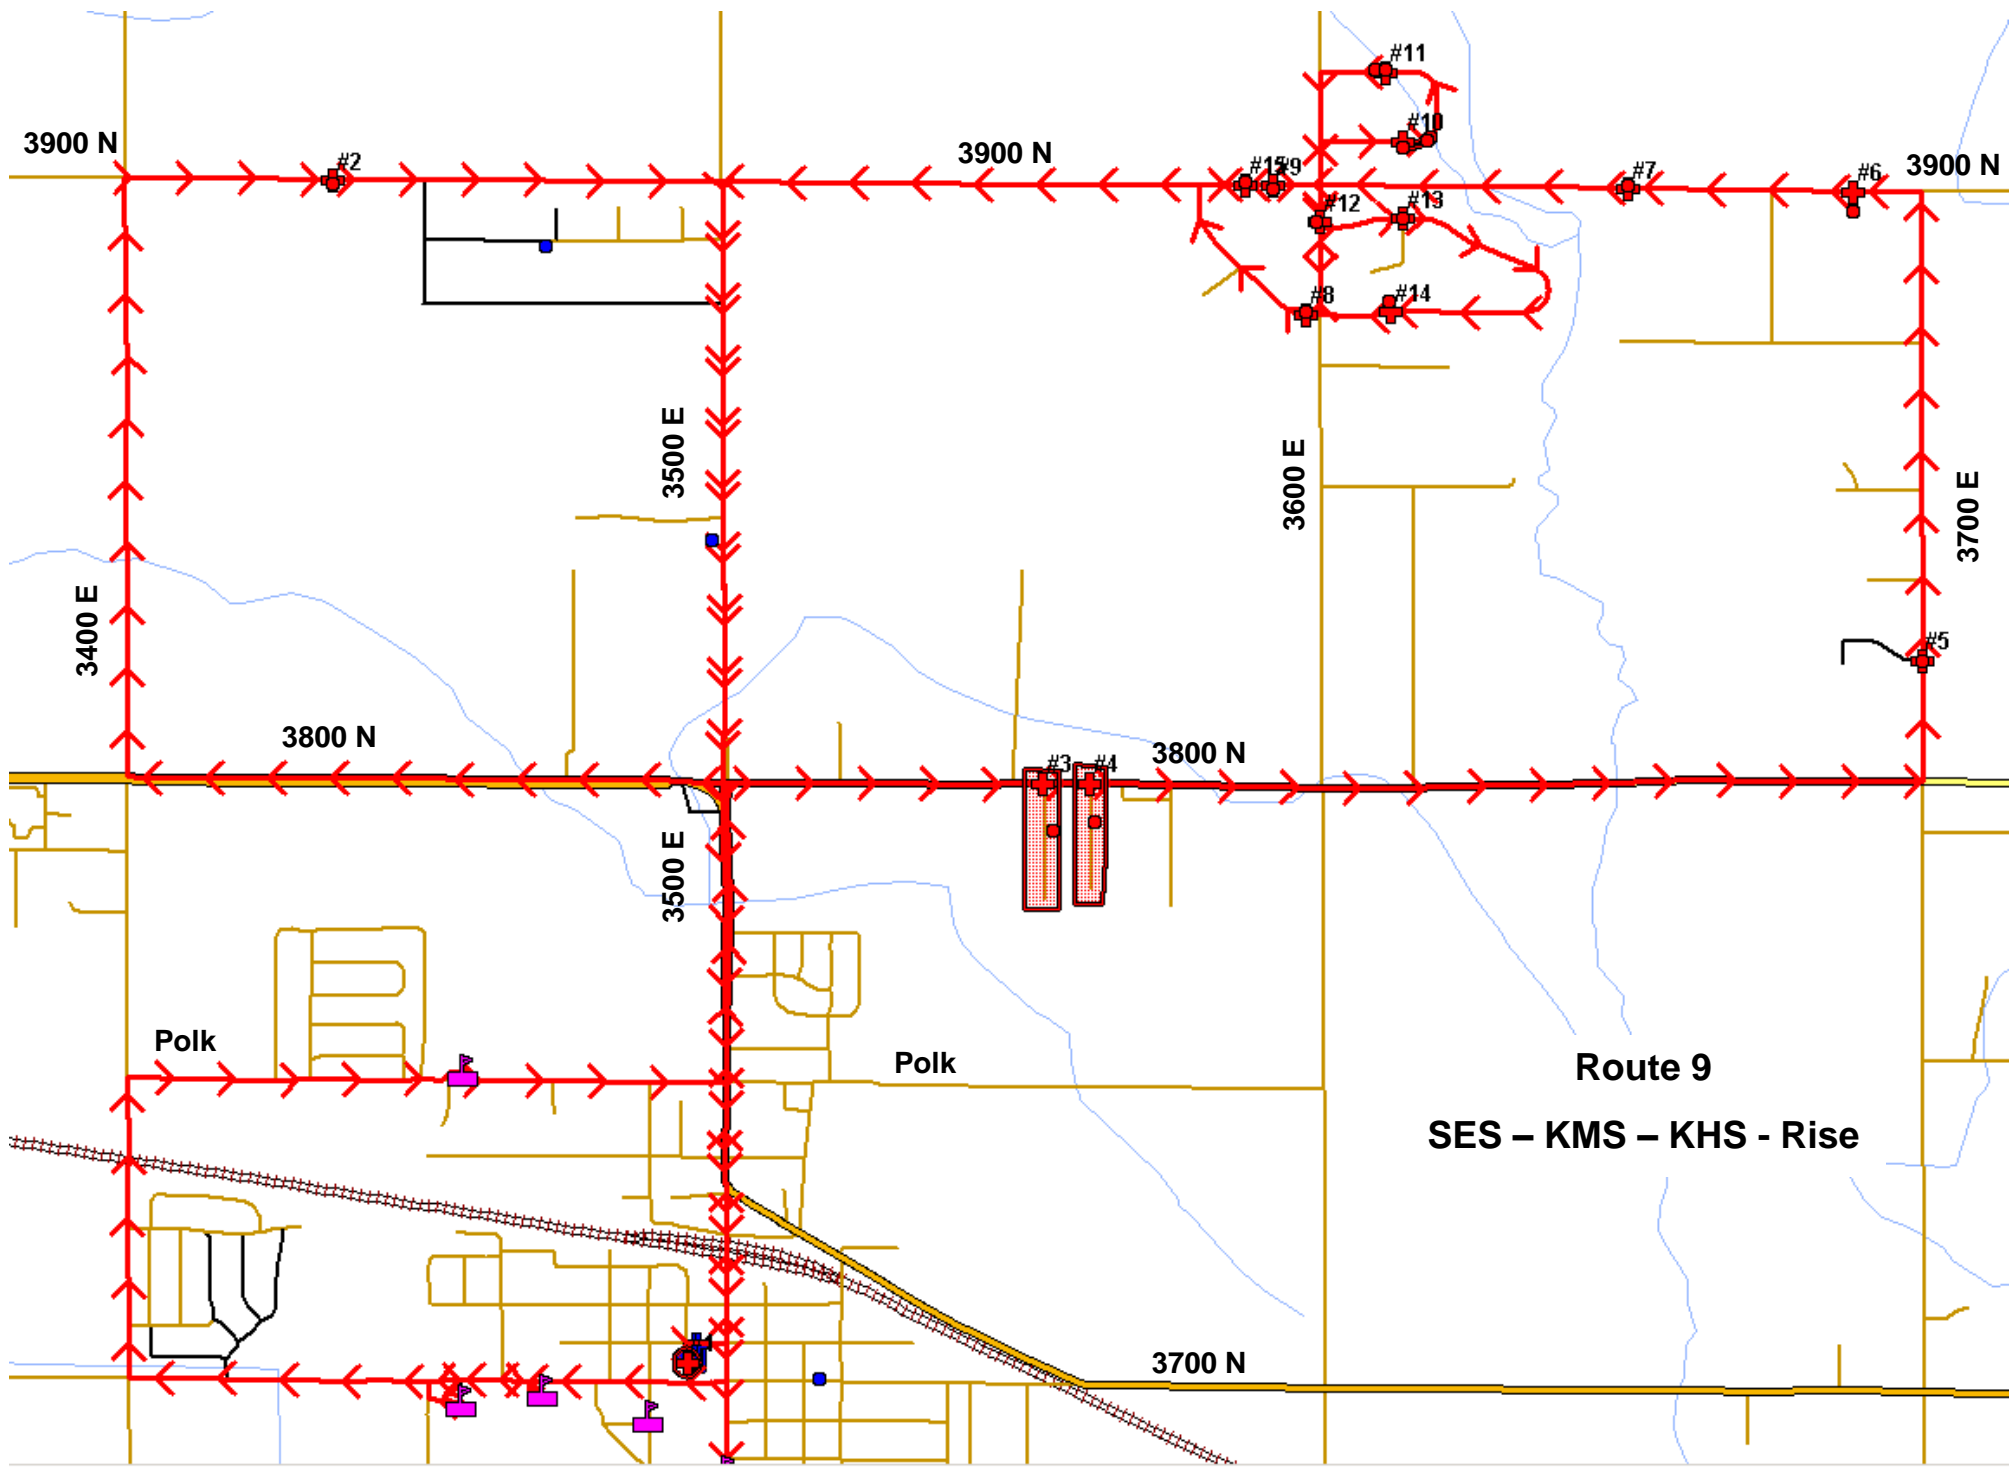 #11
3900 N
#10
3900 N
#2
#15
#9
#7
#6
3900 N
#12
#13
#8
#14
3500 E
3600 E
3700 E
3400 E
#5
3800 N
3800 N
#3
#4
3500 E
Polk
Polk
Route 9
SES – KMS – KHS - Rise
3700 N